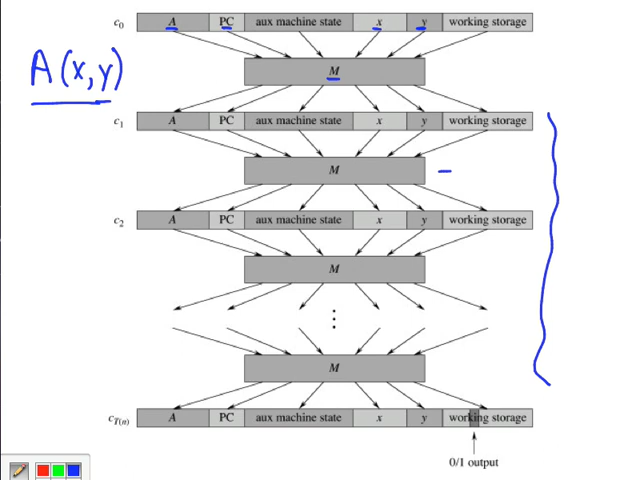 c0 A PC aux machine state x y working storage
A(x,y)
M
c1 A PC aux machine state x y working storage
M
c2 A PC aux machine state x y working storage
M
⋮
M
cT(n) A PC aux machine state x y working storage
0/1 output